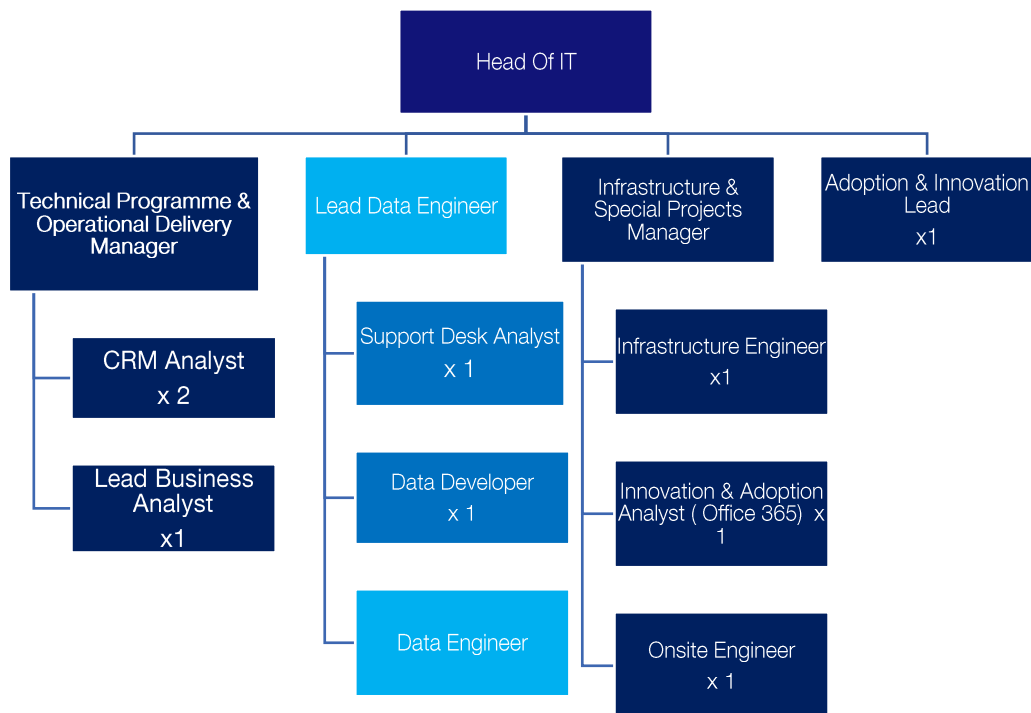 Head Of IT
Technical Programme &
Operational Delivery
Manager
Lead Data Engineer
Infrastructure &
Special Projects
Manager
Adoption & Innovation
Lead
x1
CRM Analyst
x 2
Lead Business
Analyst
x1
Support Desk Analyst
x 1
Data Developer
x 1
Data Engineer
Infrastructure Engineer
x1
Innovation & Adoption
Analyst ( Office 365)  x
1
Onsite Engineer
x 1